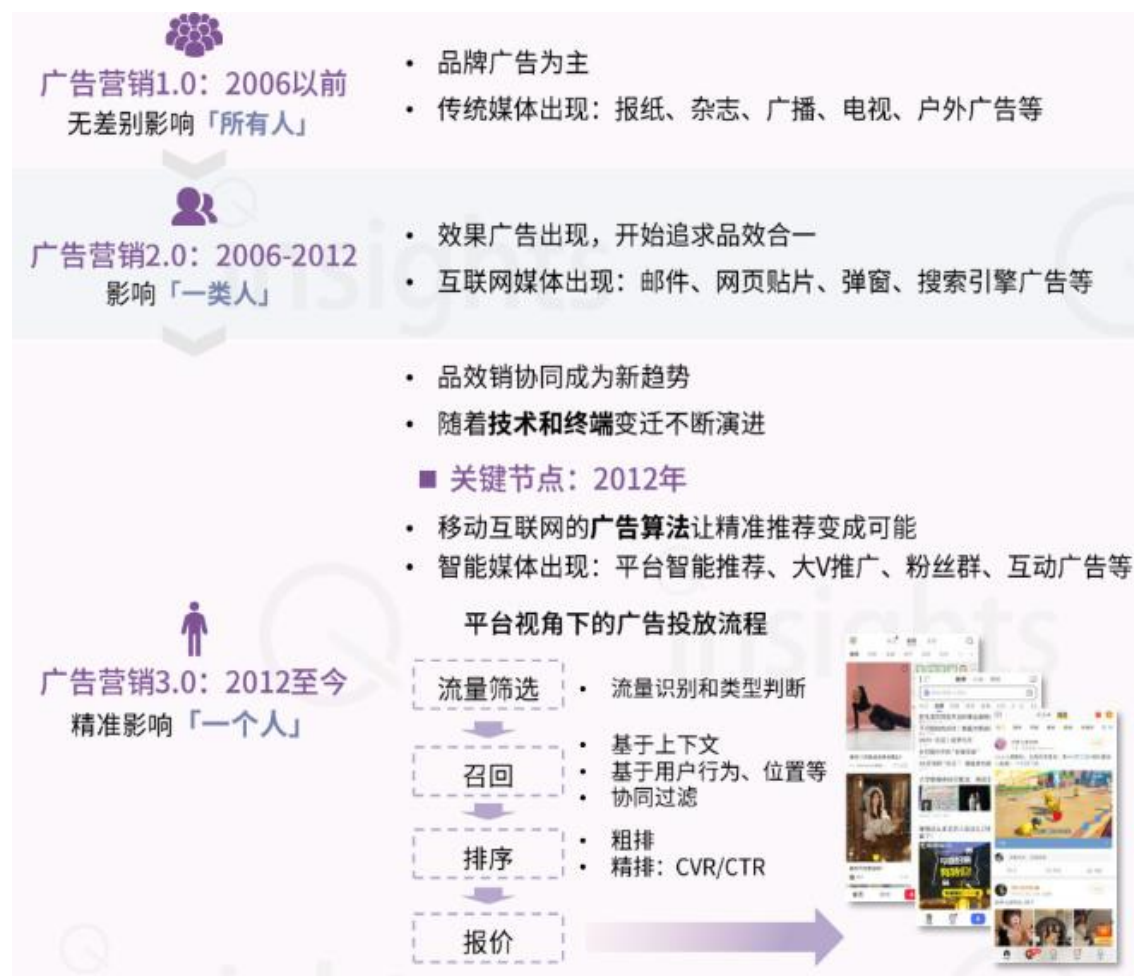 广告营销1.0：2006以前
无差别影响「所有人」
• 品牌广告为主
• 传统媒体出现：报纸、杂志、广播、电视、户外广告等
广告营销2.0：2006-2012
影响「一类人」
• 效果广告出现，开始追求品效合一
• 互联网媒体出现：邮件、网页贴片、弹窗、搜索引擎广告等
广告营销3.0：2012至今
精准影响「一个人」
• 品效销协同成为新趋势
• 随着技术和终端变迁不断演进
■ 关键节点：2012年
• 移动互联网的广告算法让精准推荐变成可能
• 智能媒体出现：平台智能推荐、大V推广、粉丝群、互动广告等
平台视角下的广告投放流程
流量筛选
• 流量识别和类型判断
召回
• 基于上下文
• 基于用户行为、位置等
• 协同过滤
排序
• 粗排
• 精排：CVR/CTR
报价
insights
insights